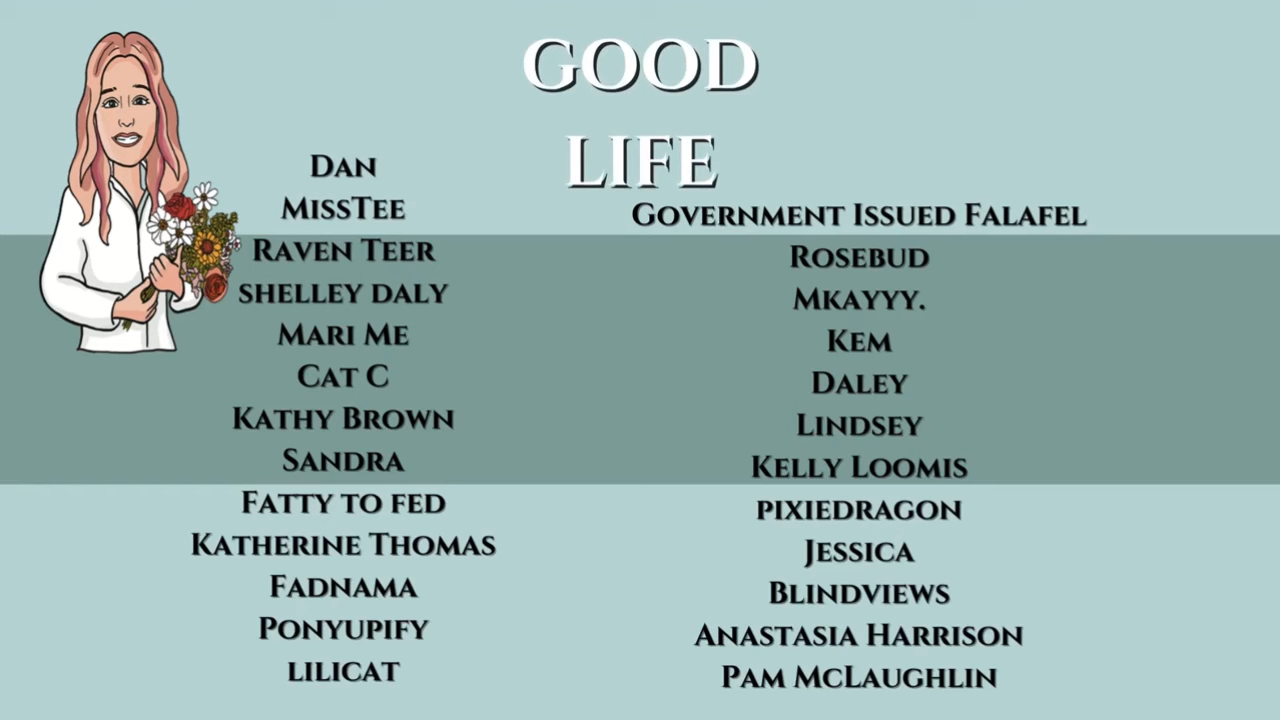 GOOD
LIFE
Dan
MissTee
Raven Teer
shelley daly
Mari Me
Cat C
Kathy Brown
Sandra
Fatty to fed
Katherine Thomas
Fadnama
Ponyupify
lilicat
Government Issued Falafel
Rosebud
Mkayyy.
Kem
Daley
Lindsey
Kelly Loomis
pixiedragon
Jessica
Blindviews
Anastasia Harrison
Pam McLaughlin